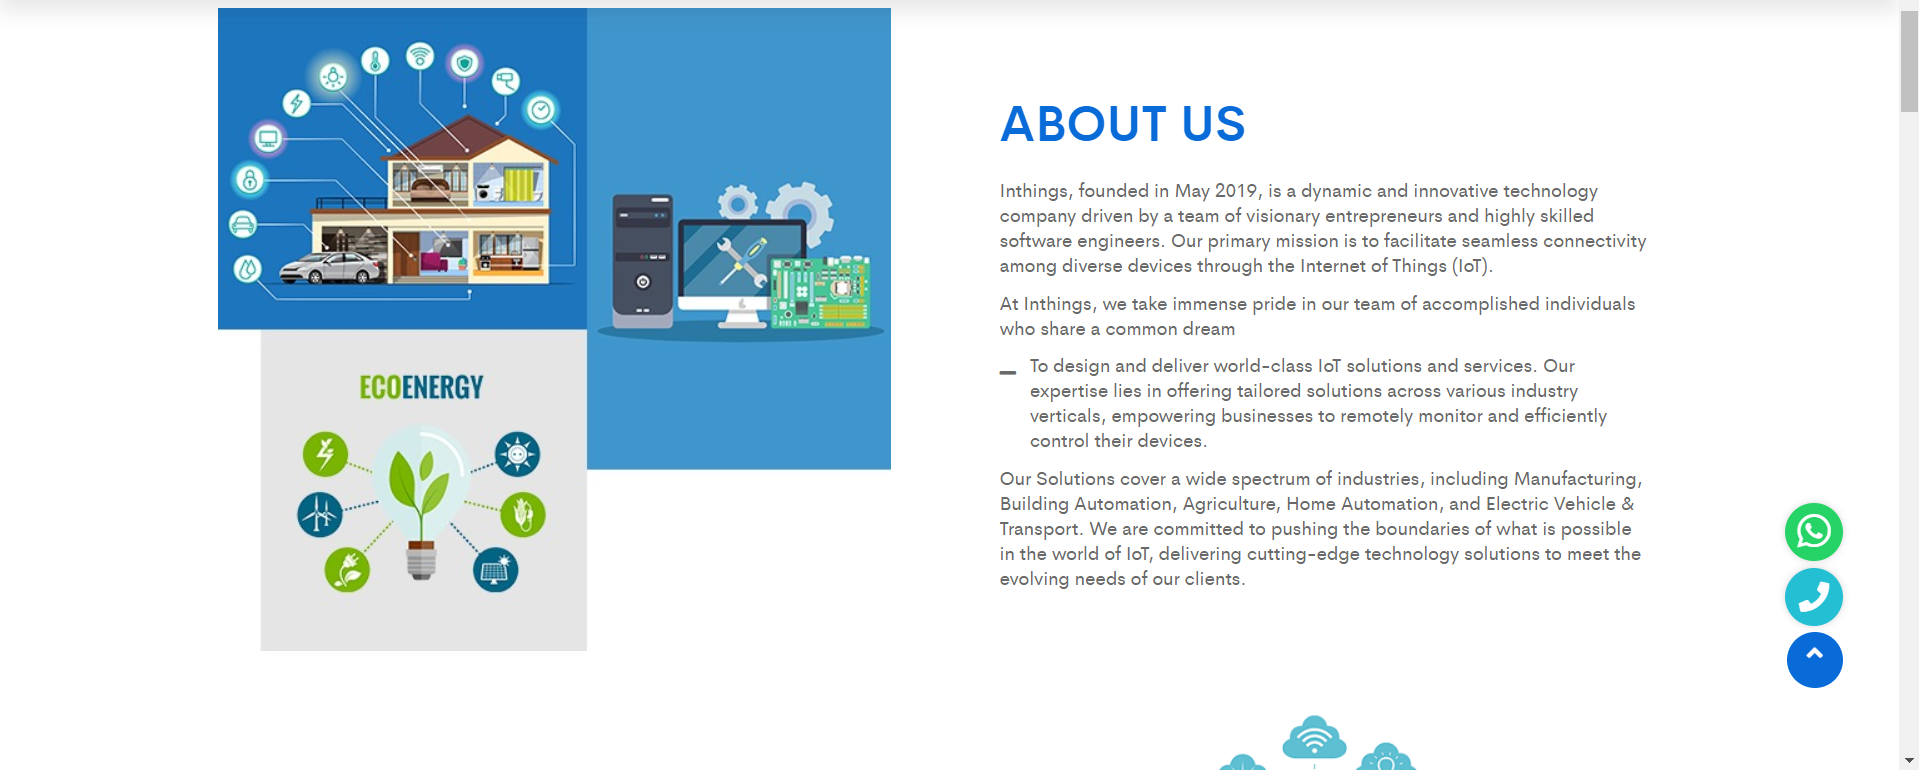 ABOUT US
Inthings, founded in May 2019, is a dynamic and innovative technology
company driven by a team of visionary entrepreneurs and highly skilled
software engineers. Our primary mission is to facilitate seamless connectivity
among diverse devices through the Internet of Things (IoT).
At Inthings, we take immense pride in our team of accomplished individuals
who share a common dream
To design and deliver world-class IoT solutions and services. Our
expertise lies in offering tailored solutions across various industry
verticals, empowering businesses to remotely monitor and efficiently
control their devices.
Our Solutions cover a wide spectrum of industries, including Manufacturing,
Building Automation, Agriculture, Home Automation, and Electric Vehicle &
Transport. We are committed to pushing the boundaries of what is possible
in the world of IoT, delivering cutting-edge technology solutions to meet the
evolving needs of our clients.
ECOENERGY